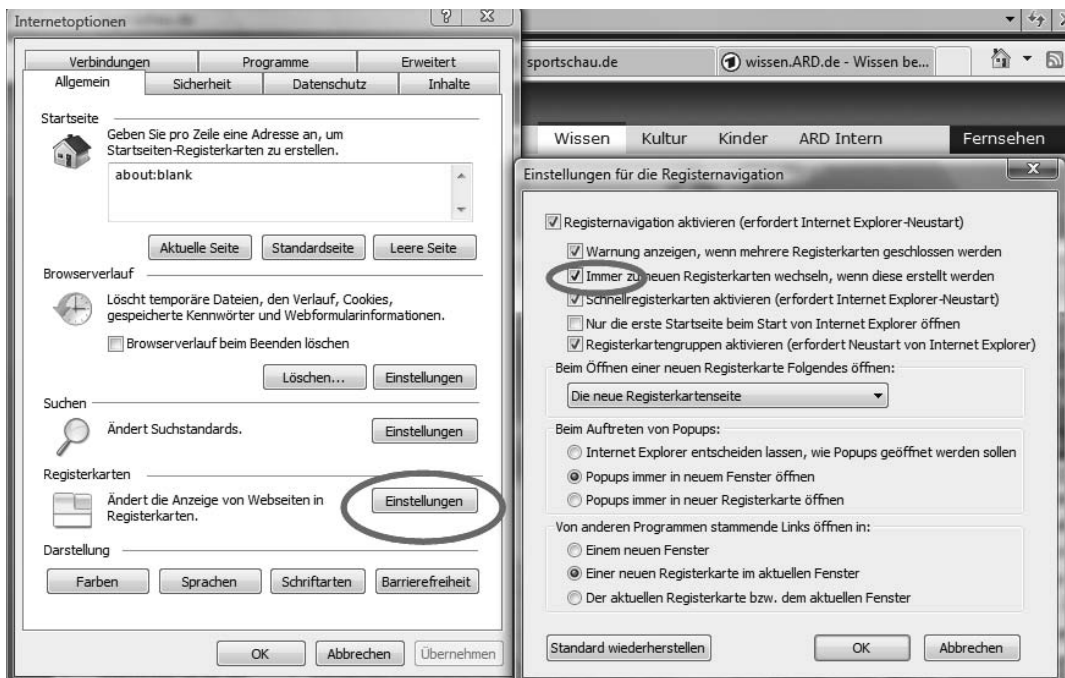 Internetoptionen
Verbindungen Programme Erweitert
Allgemein Sicherheit Datenschutz Inhalte
Startseite
Geben Sie pro Zeile eine Adresse an, um
Startseiten-Registerkarten zu erstellen.
about:blank
Aktuelle Seite Standardseite Leere Seite
Browserverlauf
Löscht temporäre Dateien, den Verlauf, Cookies,
gespeicherte Kennwörter und Webformularinformationen.
Browserverlauf beim Beenden löschen
Löschen... Einstellungen
Suchen
Ändert Suchstandards.
Einstellungen
Registerkarten
Ändert die Anzeige von Webseiten in
Registerkarten.
Einstellungen
Darstellung
Farben Sprachen Schriftarten Barrierefreiheit
OK Abbrechen Übernehmen
sportschau.de wissen.ARD.de - Wissen be...
Wissen Kultur Kinder ARD Intern Fernsehen
Einstellungen für die Registernavigation
Registernavigation aktivieren (erfordert Internet Explorer-Neustart)
Warnung anzeigen, wenn mehrere Registerkarten geschlossen werden
Immer zu neuen Registerkarten wechseln, wenn diese erstellt werden
Schnellregisterkarten aktivieren (erfordert Internet Explorer-Neustart)
Nur die erste Startseite beim Start von Internet Explorer öffnen
Registerkartengruppen aktivieren (erfordert Neustart von Internet Explorer)
Beim Öffnen einer neuen Registerkarte Folgendes öffnen:
Die neue Registerkartenseite
Beim Auftreten von Popups:
Internet Explorer entscheiden lassen, wie Popups geöffnet werden sollen
Popups immer in neuem Fenster öffnen
Popups immer in neuer Registerkarte öffnen
Von anderen Programmen stammende Links öffnen in:
Einem neuen Fenster
Einer neuen Registerkarte im aktuellen Fenster
Der aktuellen Registerkarte bzw. dem aktuellen Fenster
Standard wiederherstellen OK Abbrechen